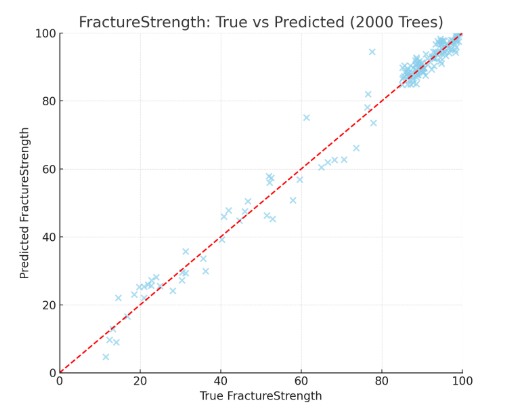 FractureStrength: True vs Predicted (2000 Trees)
100
80
60
40
20
0
Predicted FractureStrength
0 20 40 60 80 100
True FractureStrength